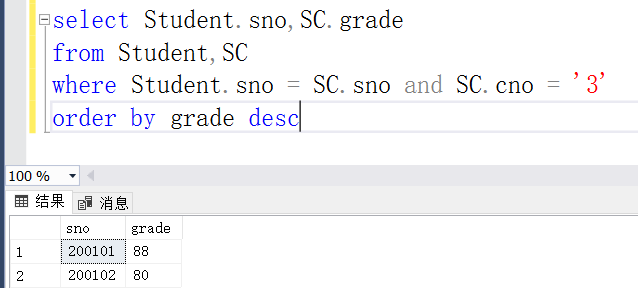 select Student.sno,SC.grade
from Student,SC
where Student.sno = SC.sno and SC.cno = '3'
order by grade desc
100 %
结果 消息
sno grade
1 200101 88
2 200102 80